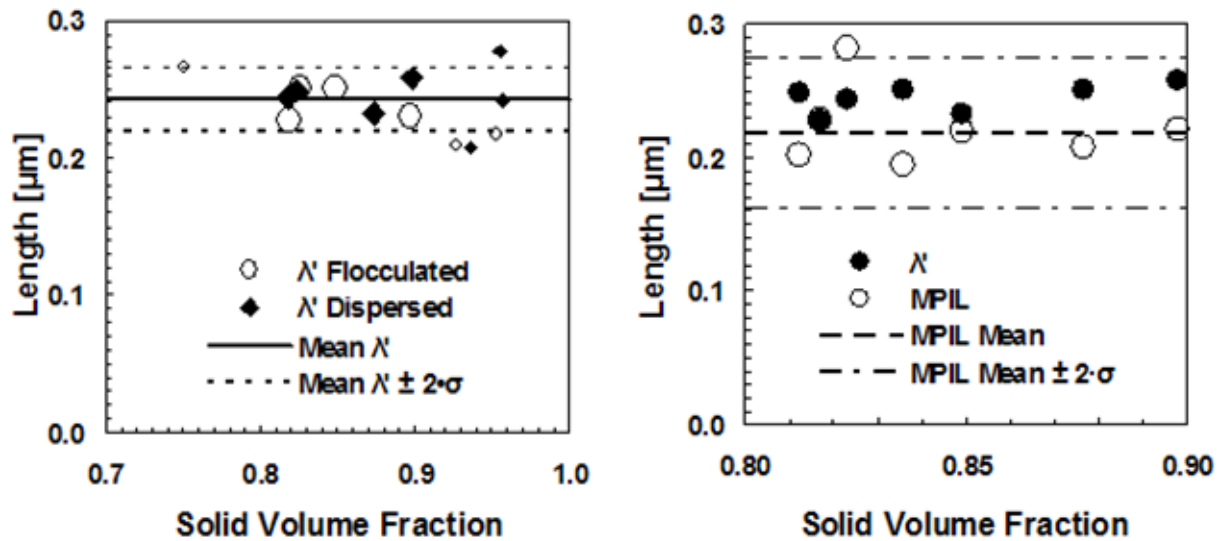 0.3
0.2
0.1
0.0
Length [µm]
λ' Flocculated
λ' Dispersed
Mean λ'
Mean λ' ± 2•σ
0.7 0.8 0.9 1.0
Solid Volume Fraction
0.3
0.2
0.1
0.0
Length [µm]
λ'
MPIL
MPIL Mean
MPIL Mean ± 2·σ
0.80 0.85 0.90
Solid Volume Fraction